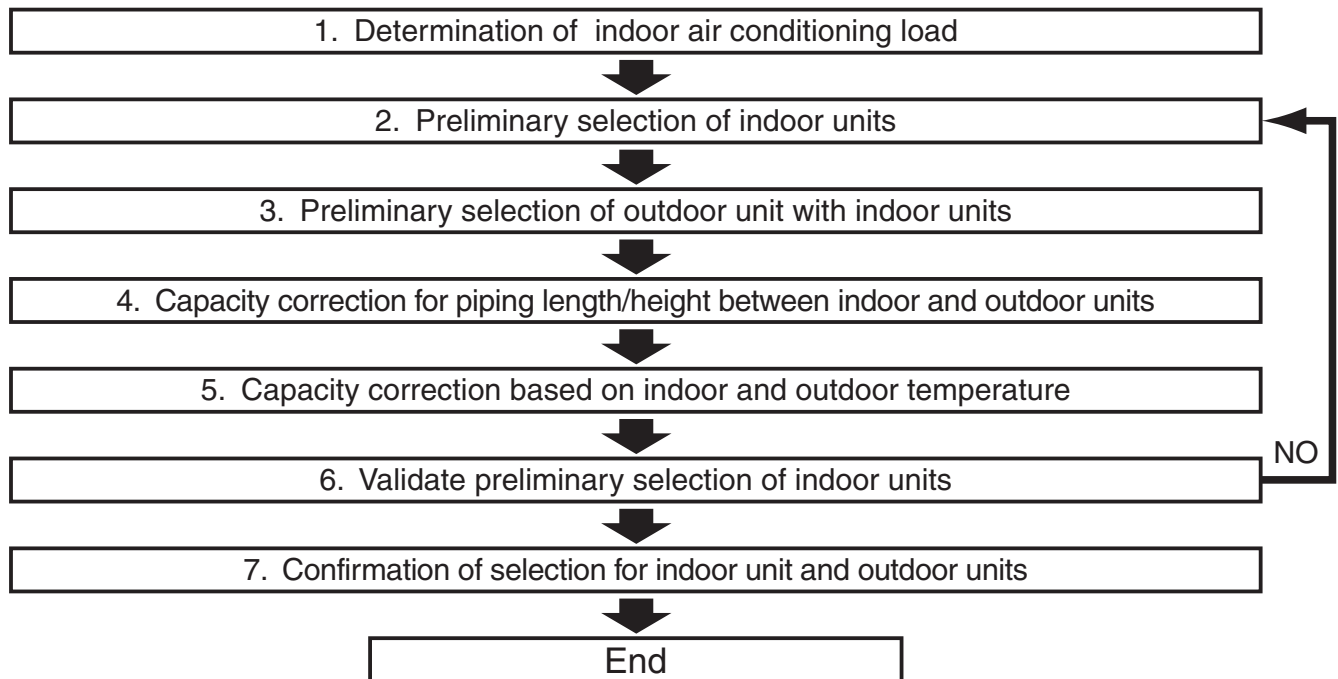 1. Determination of indoor air conditioning load
2. Preliminary selection of indoor units
3. Preliminary selection of outdoor unit with indoor units
4. Capacity correction for piping length/height between indoor and outdoor units
5. Capacity correction based on indoor and outdoor temperature
NO
6. Validate preliminary selection of indoor units
7. Confirmation of selection for indoor unit and outdoor units
End